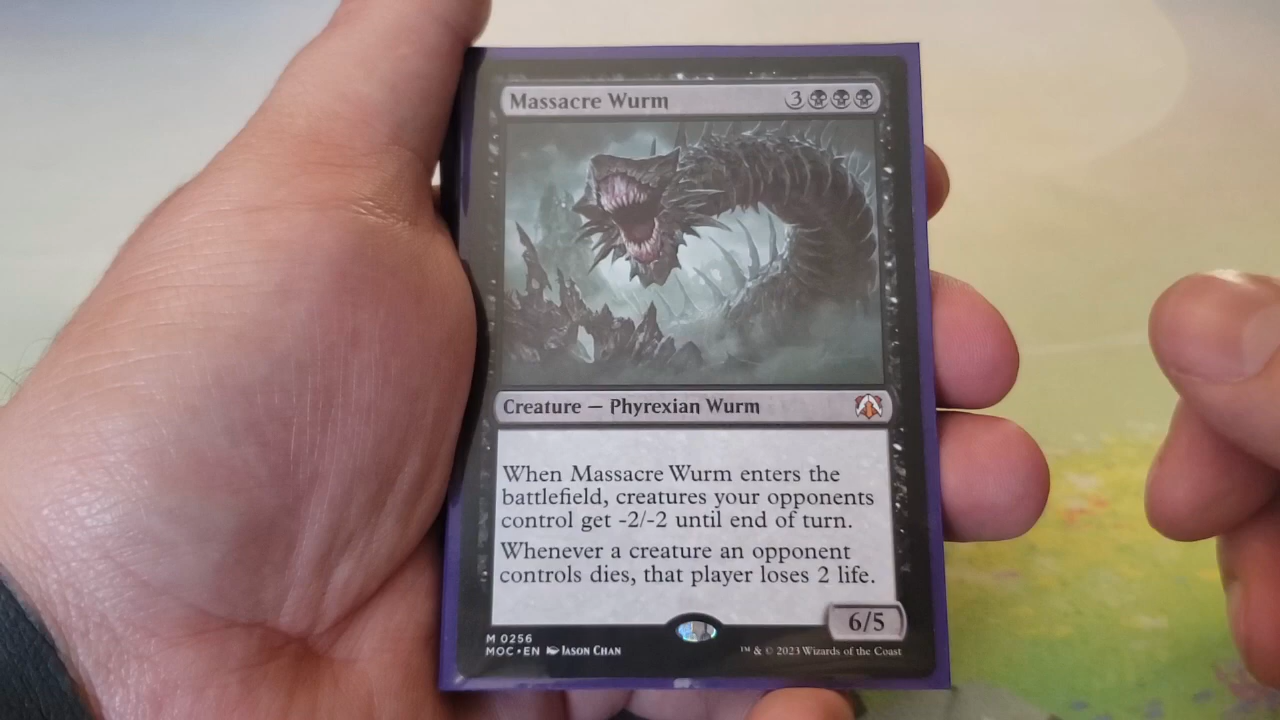 Massacre Wurm 3
Creature — Phyrexian Wurm
When Massacre Wurm enters the
battlefield, creatures your opponents
control get -2/-2 until end of turn.
Whenever a creature an opponent
controls dies, that player loses 2 life.
6/5
M 0256
MOC • EN Jason Chan
™ & © 2023 Wizards of the Coast